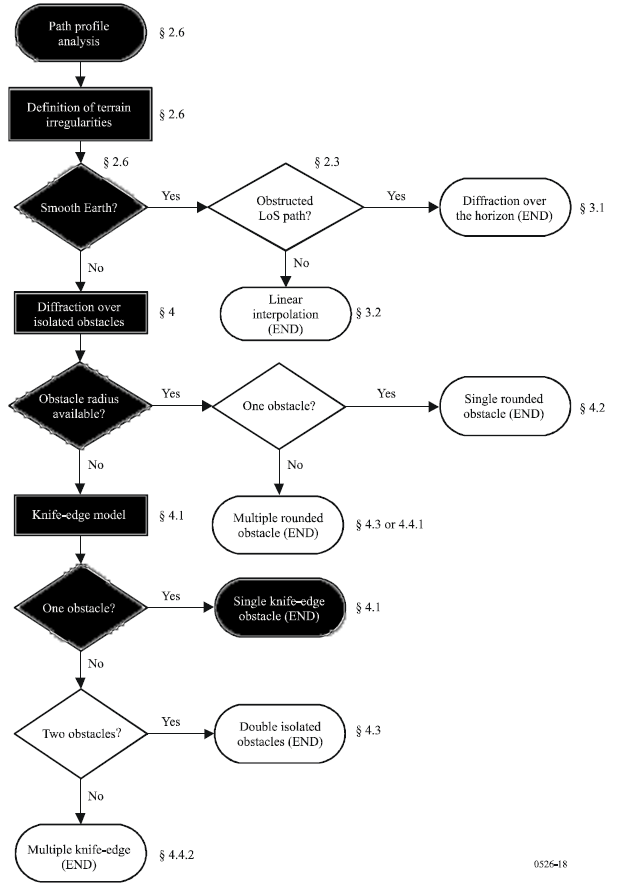 Path profile
analysis
§ 2.6
Definition of terrain
irregularities
§ 2.6
§ 2.6
§ 2.3
Smooth Earth?
Yes
Obstructed
LoS path?
Yes
Diffraction over
the horizon (END)
§ 3.1
No
No
Diffraction over
isolated obstacles
§ 4
Linear
interpolation
(END)
§ 3.2
Obstacle radius
available?
Yes
One obstacle?
Yes
Single rounded
obstacle (END)
§ 4.2
No
No
Knife-edge model
§ 4.1
Multiple rounded
obstacle (END)
§ 4.3 or 4.4.1
One obstacle?
Yes
Single knife-edge
obstacle (END)
§ 4.1
No
Two obstacles?
Yes
Double isolated
obstacles (END)
§ 4.3
No
Multiple knife-edge
(END)
§ 4.4.2
0526-18